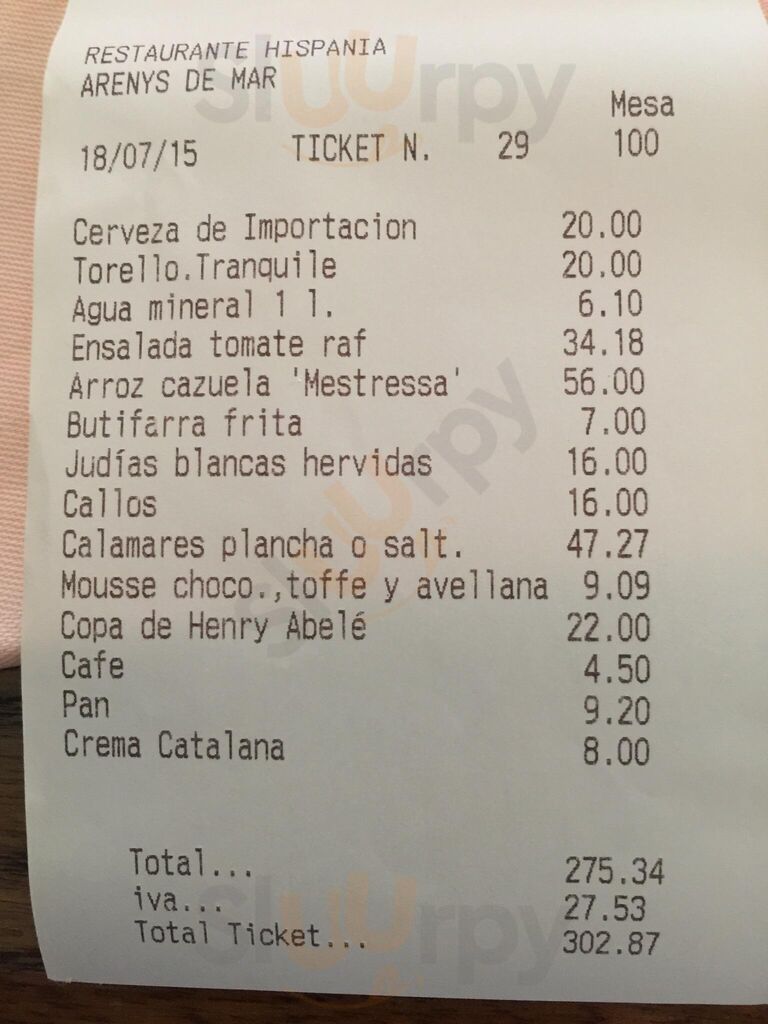 RESTAURANTE HISPANIA
ARENYS DE MAR
Mesa
18/07/15 TICKET N. 29 100
Cerveza de Importacion 20.00
Torello.Tranquile 20.00
Agua mineral 1 l. 6.10
Ensalada tomate raf 34.18
Arroz cazuela 'Mestressa' 56.00
Butifarra frita 7.00
Judías blancas hervidas 16.00
Callos 16.00
Calamares plancha o salt. 47.27
Mousse choco.,toffe y avellana 9.09
Copa de Henry Abelé 22.00
Cafe 4.50
Pan 9.20
Crema Catalana 8.00
Total... 275.34
iva... 27.53
Total Ticket... 302.87
sluurpy
sluurpy
sluurpy